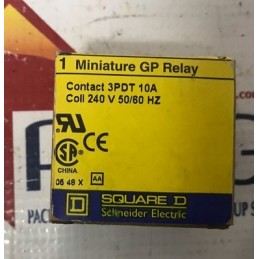 1 Miniature GP Relay
Contact 3PDT 10A
Coil 240 V 50/60 HZ
CE
CHINA
06 48 X AA
SQUARE D
Schneider Electric